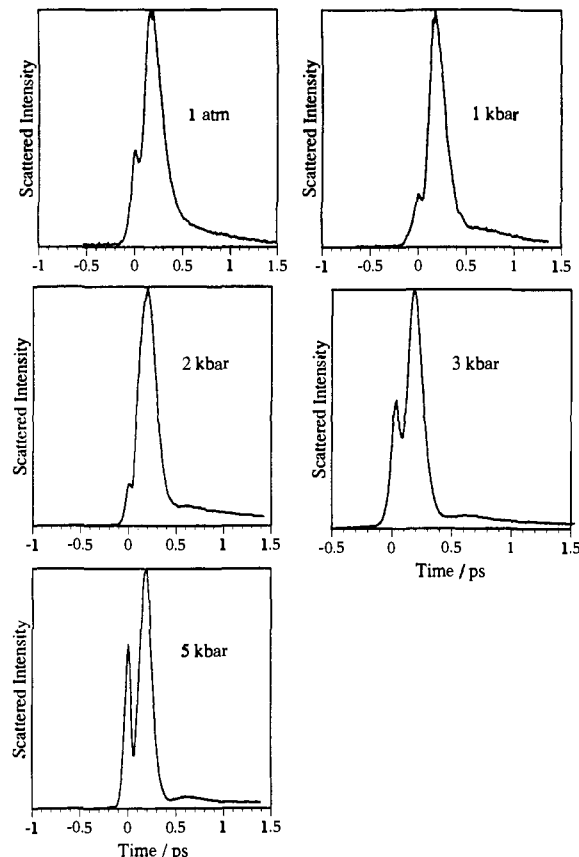 Scattered Intensity
1 atm
-1 -0.5 0 0.5 1 1.5
Scattered Intensity
1 kbar
-1 -0.5 0 0.5 1 1.5
Scattered Intensity
2 kbar
-1 -0.5 0 0.5 1 1.5
Scattered Intensity
3 kbar
-0.5 0 0.5 1 1.5
Time / ps
Scattered Intensity
5 kbar
-1 -0.5 0 0.5 1 1.5
Time / ps